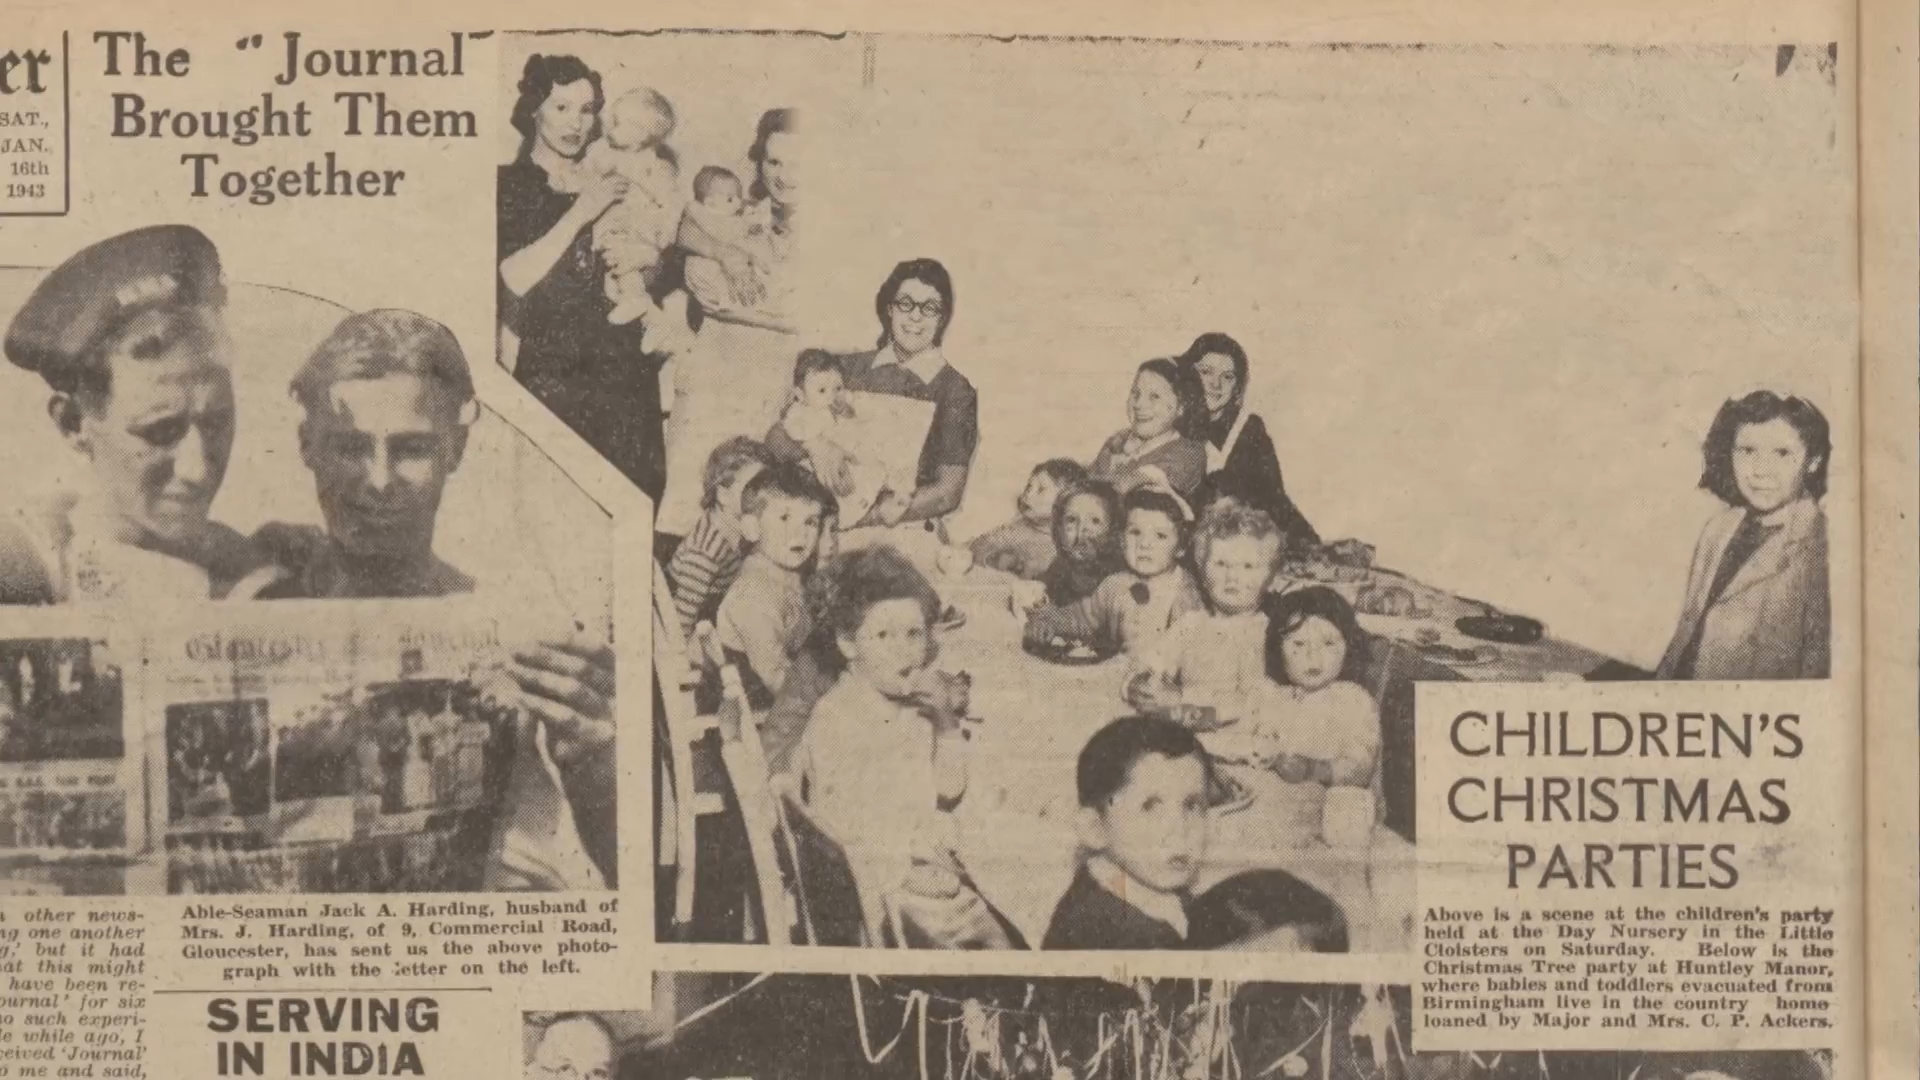 er
SAT.,
JAN.
16th
1943
The "Journal"
Brought Them
Together
Able-Seaman Jack A. Harding, husband of
Mrs. J. Harding, of 9, Commercial Road,
Gloucester, has sent us the above photo-
graph with the letter on the left.
other news-
ng one another
g,' but it had
at this might
have been re-
ournal' for six
o such experi-
le while ago, I
ceived 'Journal'
o me and said,
SERVING
IN INDIA
CHILDREN'S
CHRISTMAS
PARTIES
Above is a scene at the children's party
held at the Day Nursery in the Little
Cloisters on Saturday. Below is the
Christmas Tree party at Huntley Manor,
where babies and toddlers evacuated from
Birmingham live in the country home
loaned by Major and Mrs. C. P. Ackers.